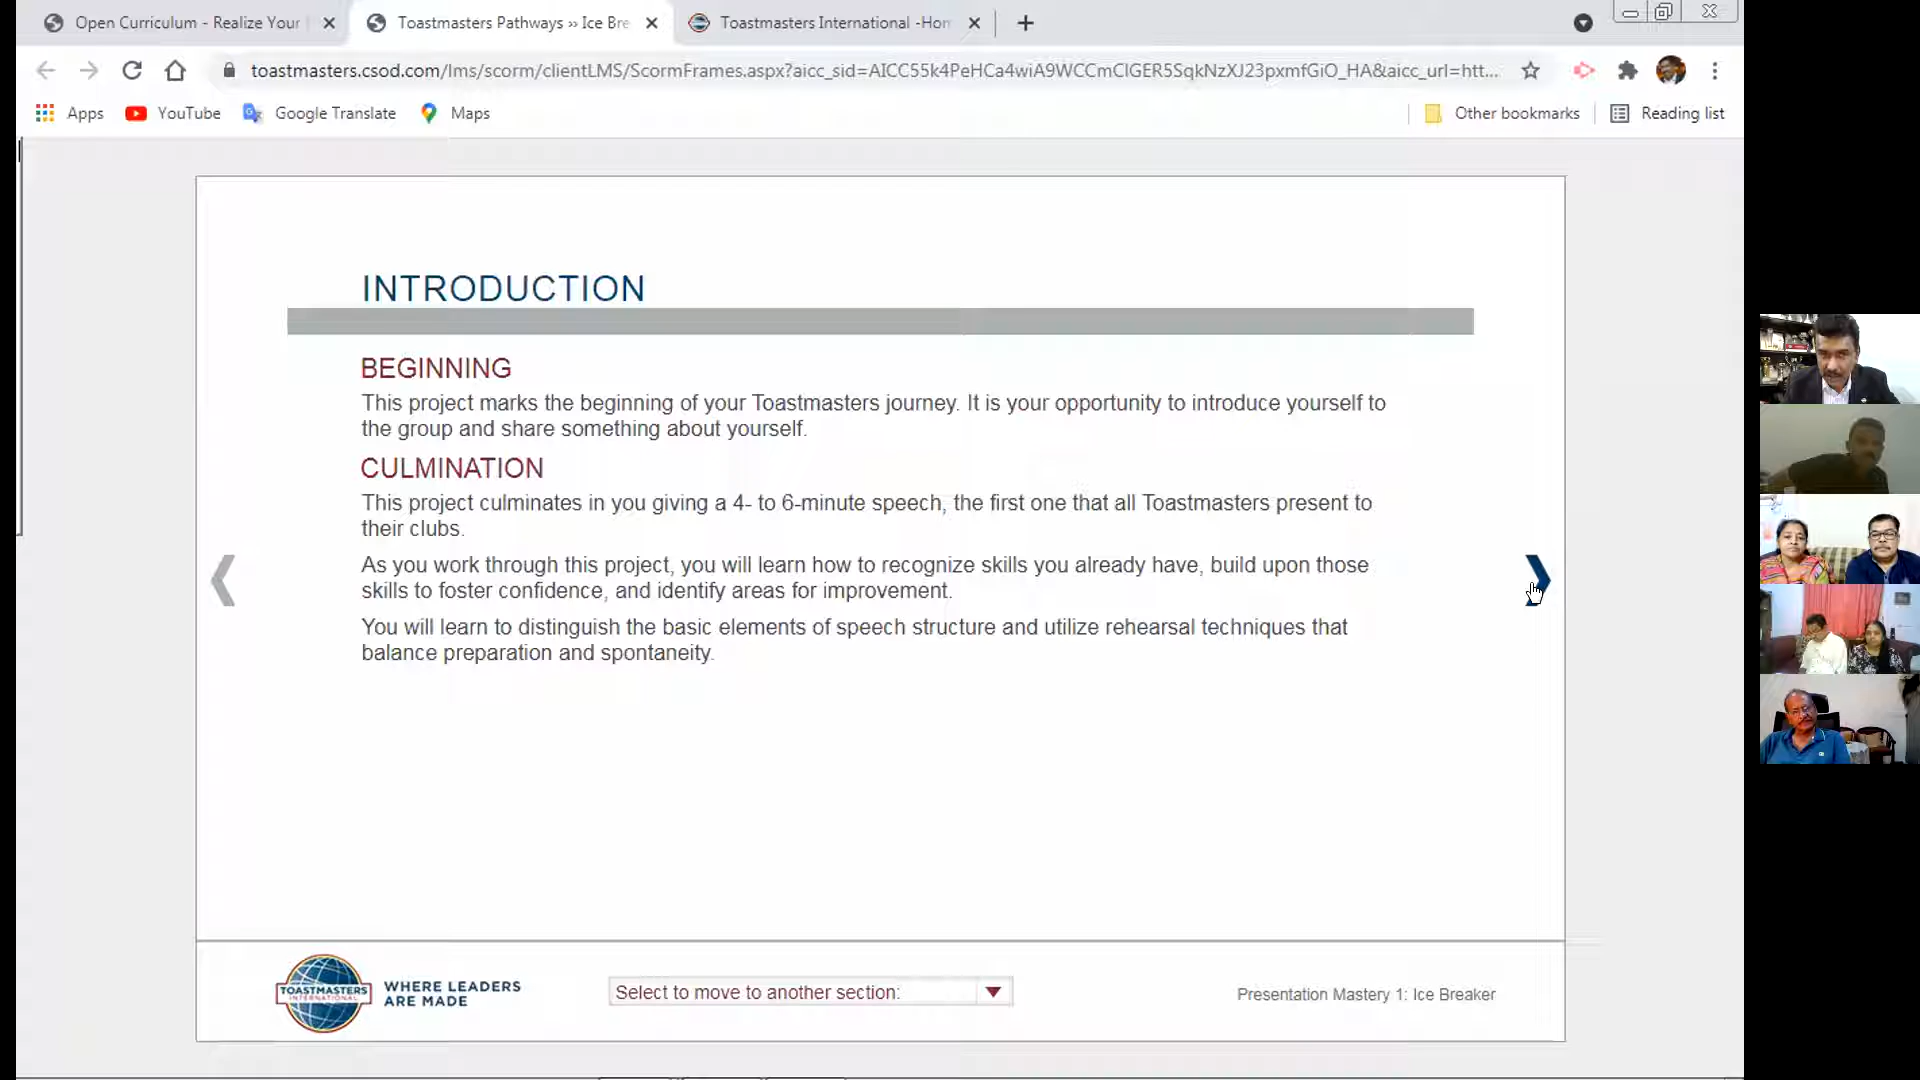 Open Curriculum - Realize Your
Toastmasters Pathways » Ice Bre
Toastmasters International -Hon
toastmasters.csod.com/lms/scorm/clientLMS/ScormFrames.aspx?aicc_sid=AICC55k4PeHCa4wiA9WCCmClGER5SqkNzXJ23pxmfGiO_HA&aicc_url=htt...
Apps YouTube Google Translate Maps Other bookmarks Reading list
INTRODUCTION
BEGINNING
This project marks the beginning of your Toastmasters journey. It is your opportunity to introduce yourself to
the group and share something about yourself.
CULMINATION
This project culminates in you giving a 4- to 6-minute speech, the first one that all Toastmasters present to
their clubs.
As you work through this project, you will learn how to recognize skills you already have, build upon those
skills to foster confidence, and identify areas for improvement.
You will learn to distinguish the basic elements of speech structure and utilize rehearsal techniques that
balance preparation and spontaneity.
TOASTMASTERS
INTERNATIONAL
WHERE LEADERS
ARE MADE
Select to move to another section:
Presentation Mastery 1: Ice Breaker